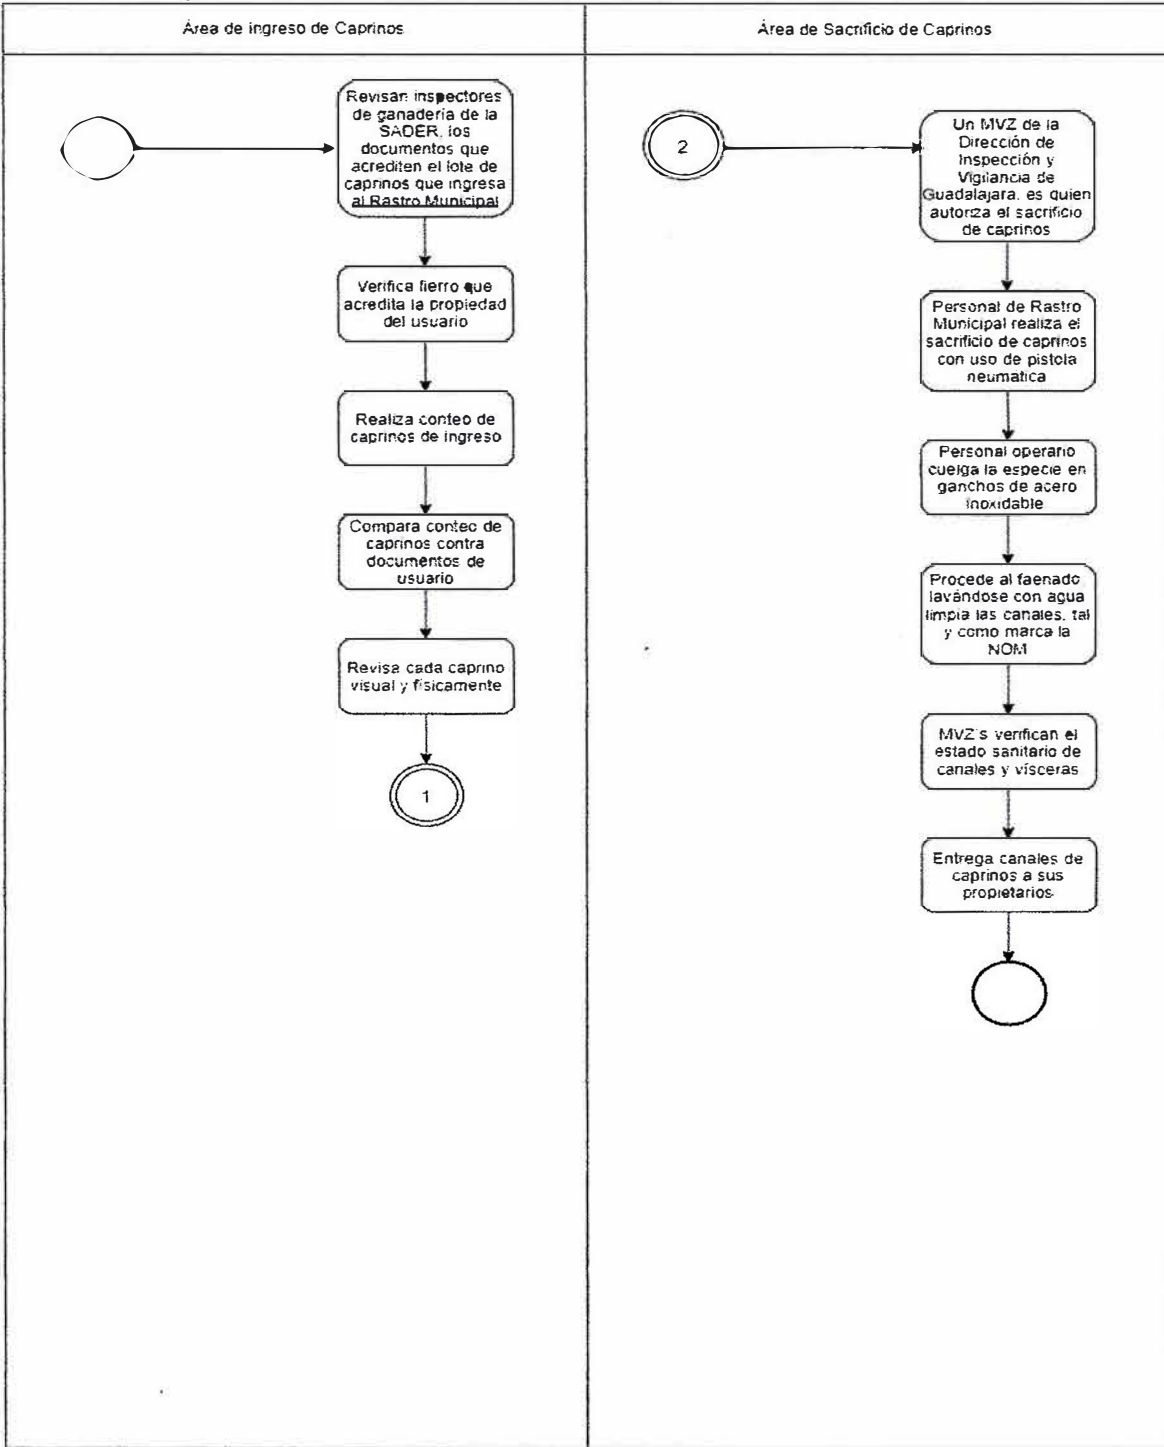 Área de Ingreso de Caprinos
Área de Sacrificio de Caprinos
Revisan inspectores
de ganadería de la
SADER, los
documentos que
acrediten el lote de
caprinos que ingresa
al Rastro Municipal
Verifica fierro que
acredita la propiedad
del usuario
Realiza conteo de
caprinos de ingreso
Compara conteo de
caprinos contra
documentos de
usuario
Revisa cada caprino
visual y físicamente
1
2
Un MVZ de la
Dirección de
Inspección y
Vigilancia de
Guadalajara, es quien
autoriza el sacrificio
de caprinos
Personal de Rastro
Municipal realiza el
sacrificio de caprinos
con uso de pistola
neumática
Personal operario
cuelga la especie en
ganchos de acero
inoxidable
Procede al faenado,
lavándose con agua
limpia las canales, tal
y como marca la
NOM
MVZ's verifican el
estado sanitario de
canales y vísceras
Entrega canales de
caprinos a sus
propietarios